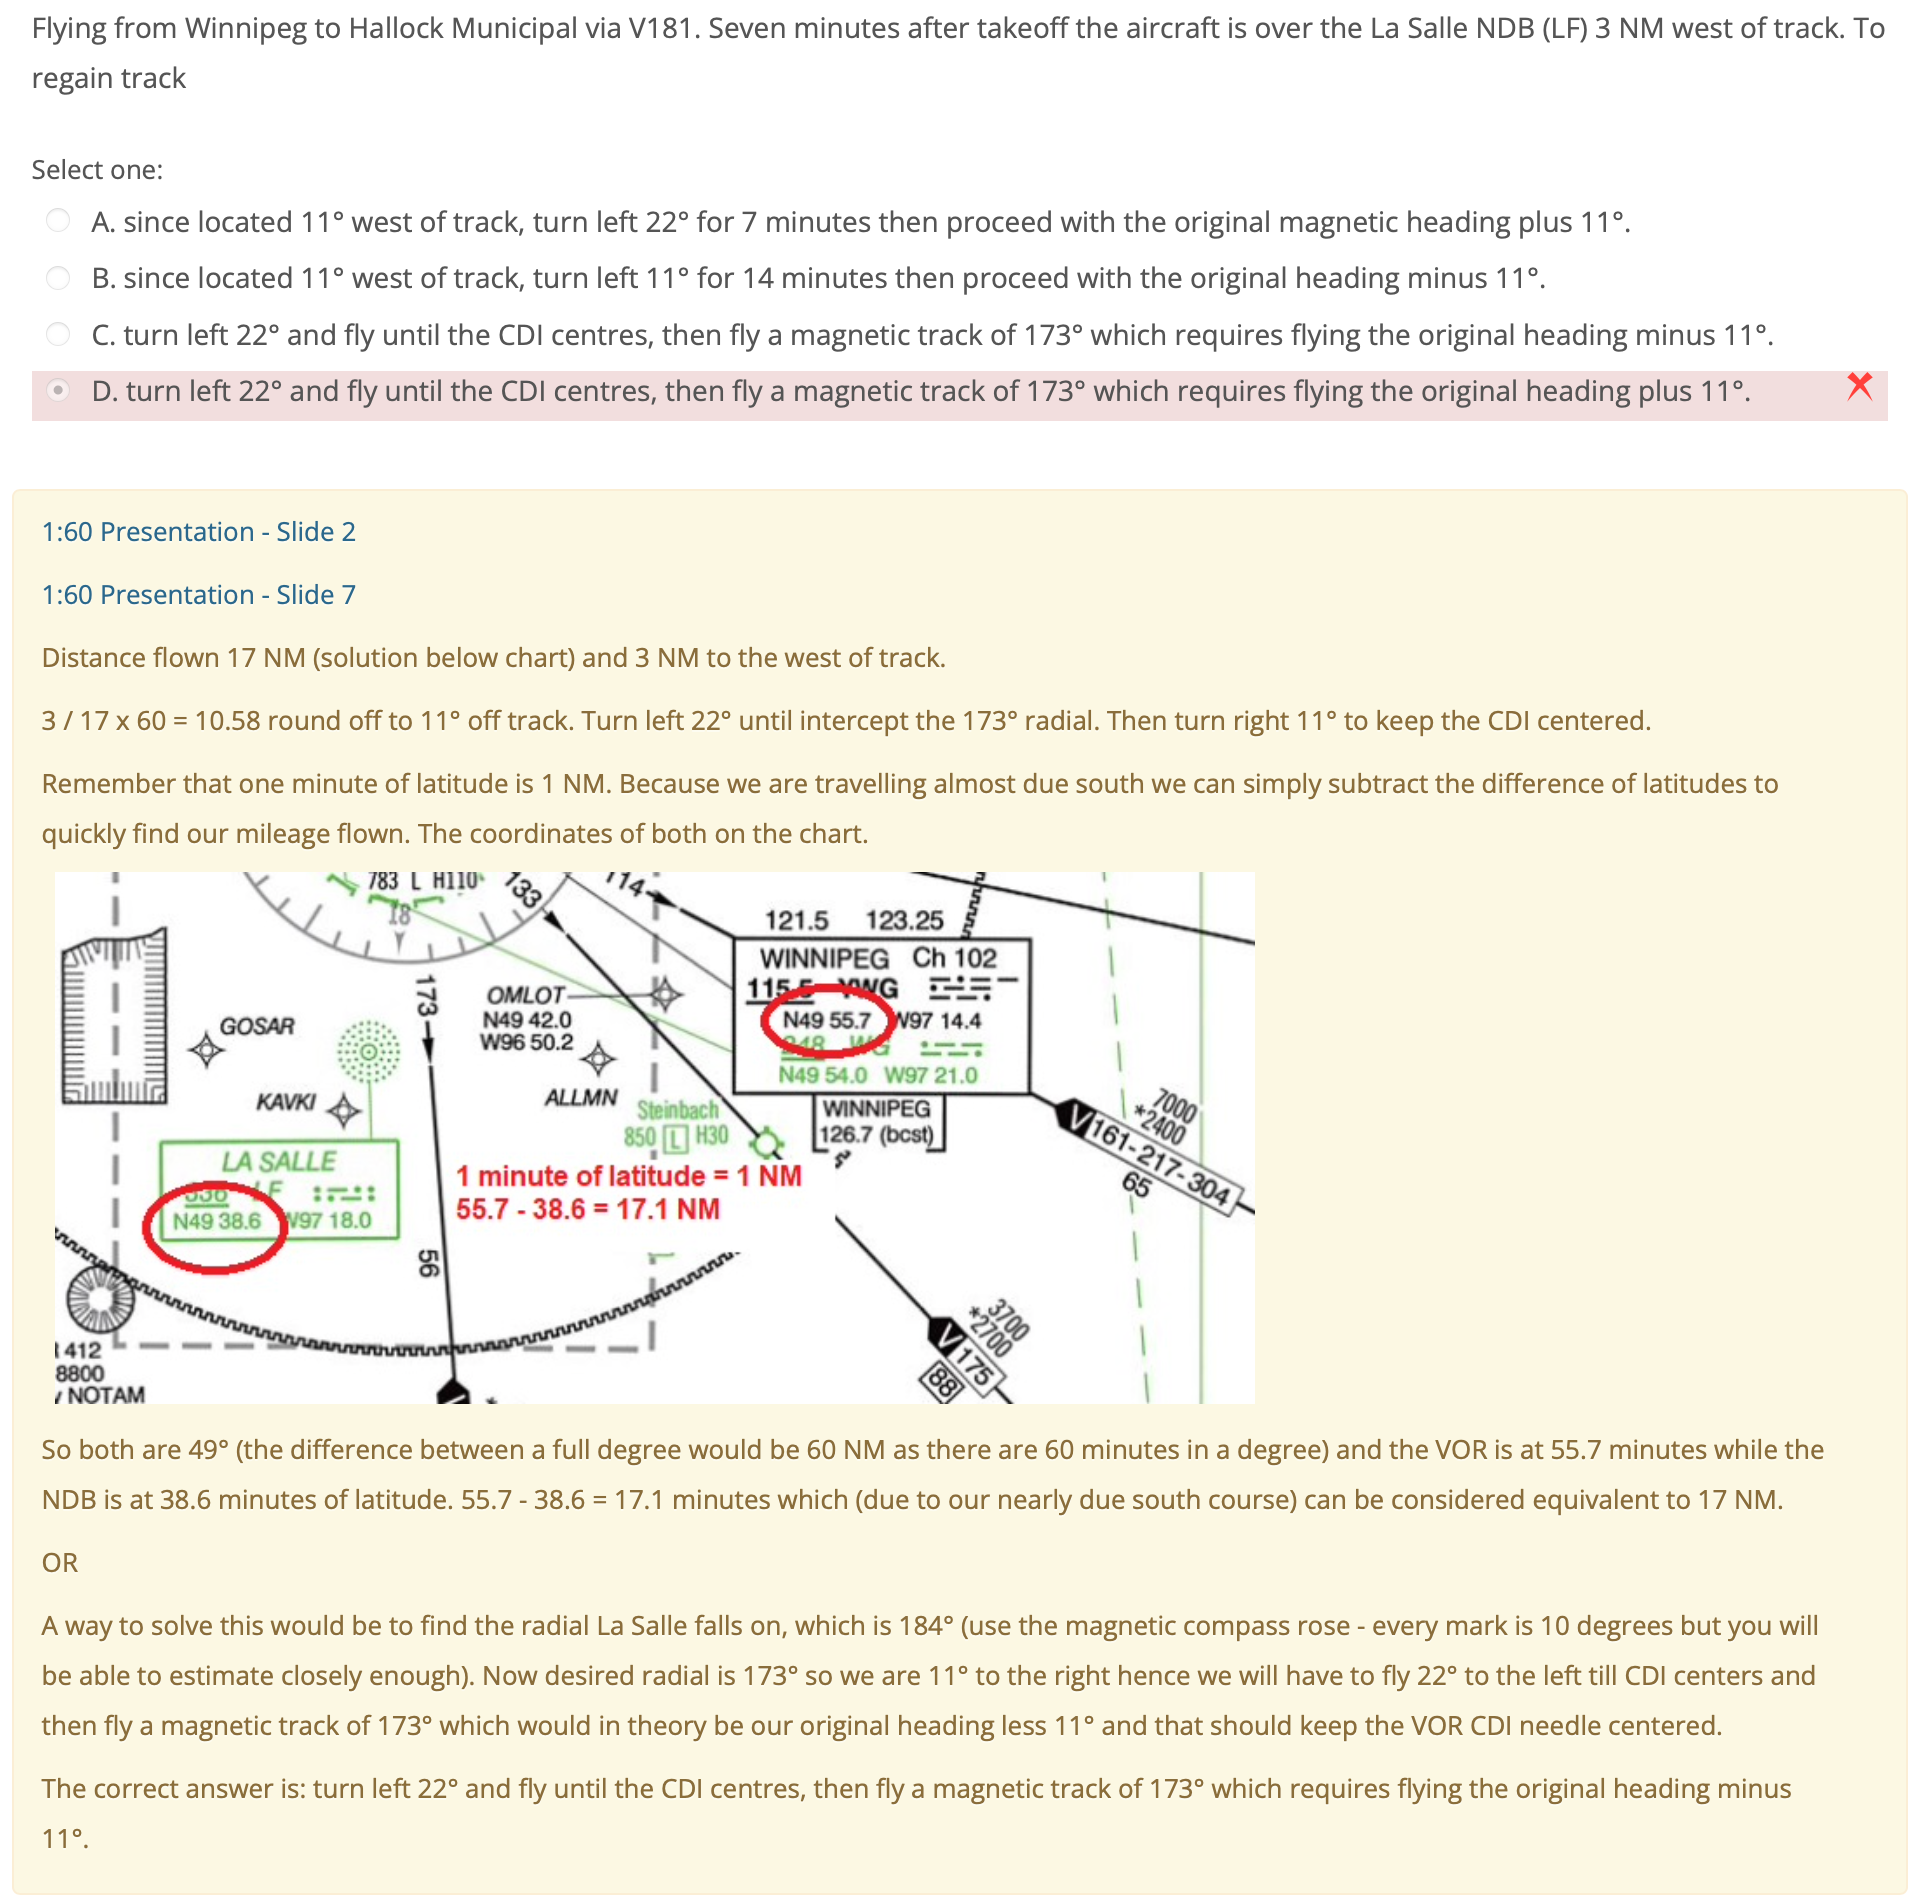 Flying from Winnipeg to Hallock Municipal via V181. Seven minutes after takeoff the aircraft is over the La Salle NDB (LF) 3 NM west of track. To
regain track
Select one:
A. since located 11° west of track, turn left 22° for 7 minutes then proceed with the original magnetic heading plus 11°.
B. since located 11° west of track, turn left 11° for 14 minutes then proceed with the original heading minus 11°.
C. turn left 22° and fly until the CDI centres, then fly a magnetic track of 173° which requires flying the original heading minus 11°.
D. turn left 22° and fly until the CDI centres, then fly a magnetic track of 173° which requires flying the original heading plus 11°.
1:60 Presentation - Slide 2
1:60 Presentation - Slide 7
Distance flown 17 NM (solution below chart) and 3 NM to the west of track.
3 / 17 x 60 = 10.58 round off to 11° off track. Turn left 22° until intercept the 173° radial. Then turn right 11° to keep the CDI centered.
Remember that one minute of latitude is 1 NM. Because we are travelling almost due south we can simply subtract the difference of latitudes to
quickly find our mileage flown. The coordinates of both on the chart.
783 L H110
133
114
18
121.5 123.25
WINNIPEG Ch 102
115.5 YWG
N49 55.7 W97 14.4
248 WG
N49 54.0 W97 21.0
WINNIPEG
126.7 (bcst)
173
OMLOT
N49 42.0
W96 50.2
GOSAR
KAVKI
ALLMN
Steinbach
850 L H30
LA SALLE
336 LF
N49 38.6 W97 18.0
1 minute of latitude = 1 NM
55.7 - 38.6 = 17.1 NM
7000
*2400
V161-217-304
65
56
3700
*2700
V175
88
412
8800
NOTAM
So both are 49° (the difference between a full degree would be 60 NM as there are 60 minutes in a degree) and the VOR is at 55.7 minutes while the
NDB is at 38.6 minutes of latitude. 55.7 - 38.6 = 17.1 minutes which (due to our nearly due south course) can be considered equivalent to 17 NM.
OR
A way to solve this would be to find the radial La Salle falls on, which is 184° (use the magnetic compass rose - every mark is 10 degrees but you will
be able to estimate closely enough). Now desired radial is 173° so we are 11° to the right hence we will have to fly 22° to the left till CDI centers and
then fly a magnetic track of 173° which would in theory be our original heading less 11° and that should keep the VOR CDI needle centered.
The correct answer is: turn left 22° and fly until the CDI centres, then fly a magnetic track of 173° which requires flying the original heading minus
11°.